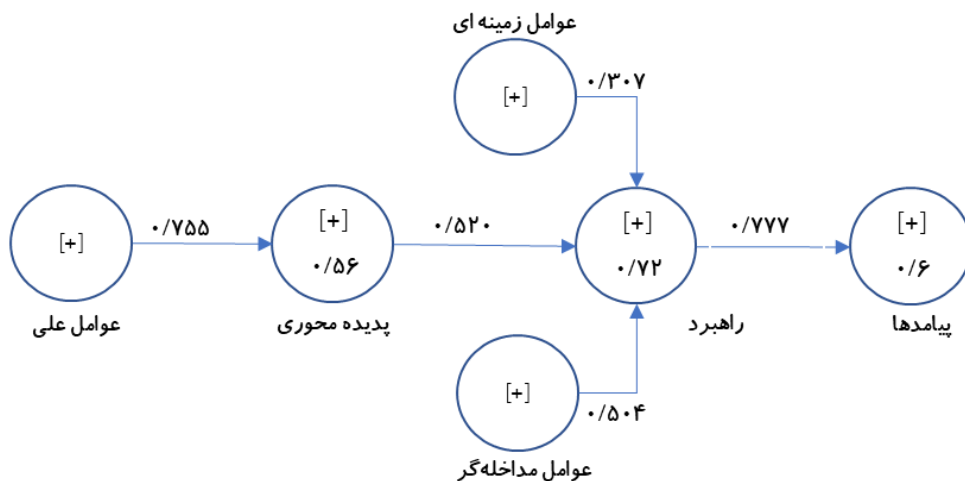 عوامل زمینه ای
[+]
۰/۳۰۷
[+]
۰/۷۵۵
[+]
۰/۵۶
۰/۵۲۰
[+]
۰/۷۲
۰/۷۷۷
[+]
۰/۶
عوامل علی
پدیده محوری
راهبرد
پیامدها
[+]
۰/۵۰۴
عوامل مداخله‌گر